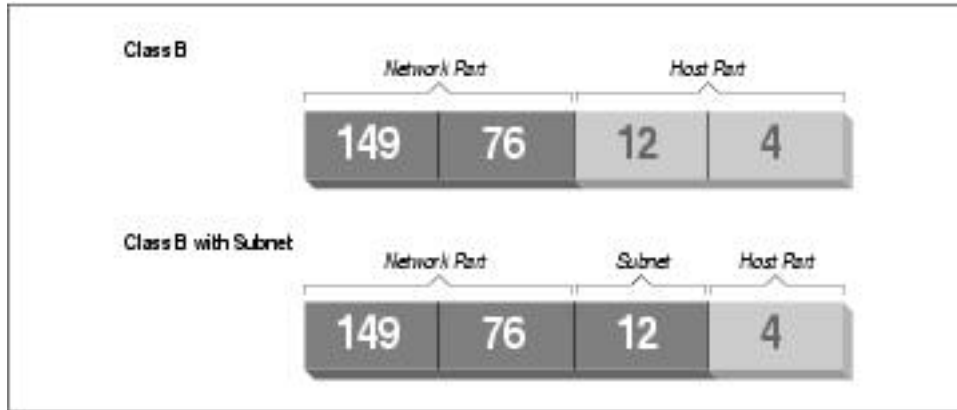 Class B
Network Part Host Part
149 76 12 4
Class B with Subnet
Network Part Subnet Host Part
149 76 12 4